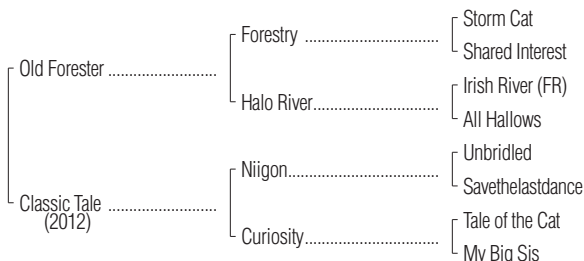 Storm Cat
Forestry ........................................
Shared Interest
Old Forester ................................
Irish River (FR)
Halo River.....................................
All Hallows
Unbridled
Niigon............................................
Savethelastdance
Classic Tale ................................
(2012)
Tale of the Cat
Curiosity.......................................
My Big Sis